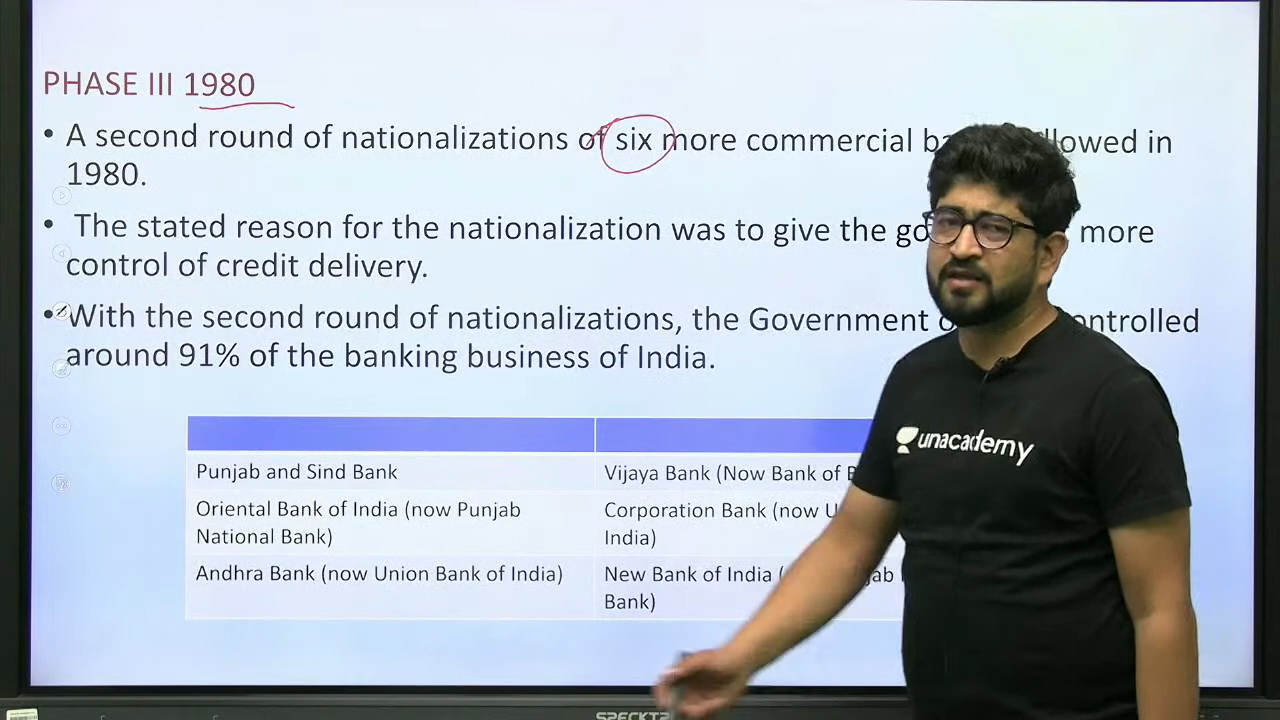 PHASE III 1980
• A second round of nationalizations of six more commercial in
1980.
• The stated reason for the nationalization was to give the more
control of credit delivery.
• With the second round of nationalizations, the Government
around 91% of the banking business of India.
Punjab and Sind Bank
Vijaya Bank (Now Bank of
Oriental Bank of India (now Punjab
National Bank)
Corporation Bank (now
India)
Andhra Bank (now Union Bank of India)
New Bank of India
Bank)
unacademy